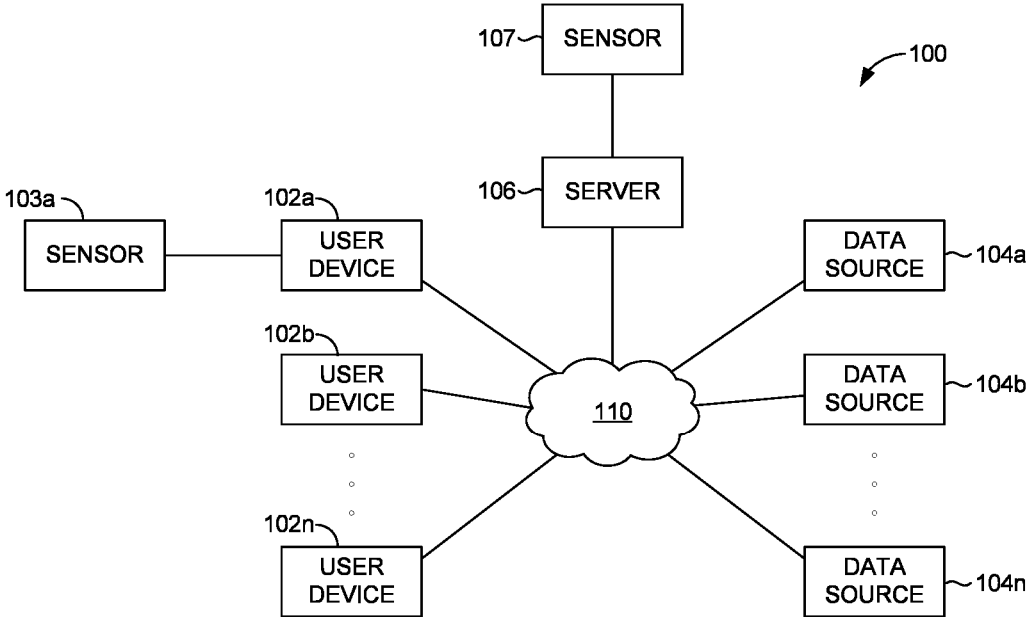 107
SENSOR
100
106
SERVER
103a
SENSOR
102a
USER
DEVICE
DATA
SOURCE
104a
102b
USER
DEVICE
110
DATA
SOURCE
104b
102n
USER
DEVICE
DATA
SOURCE
104n